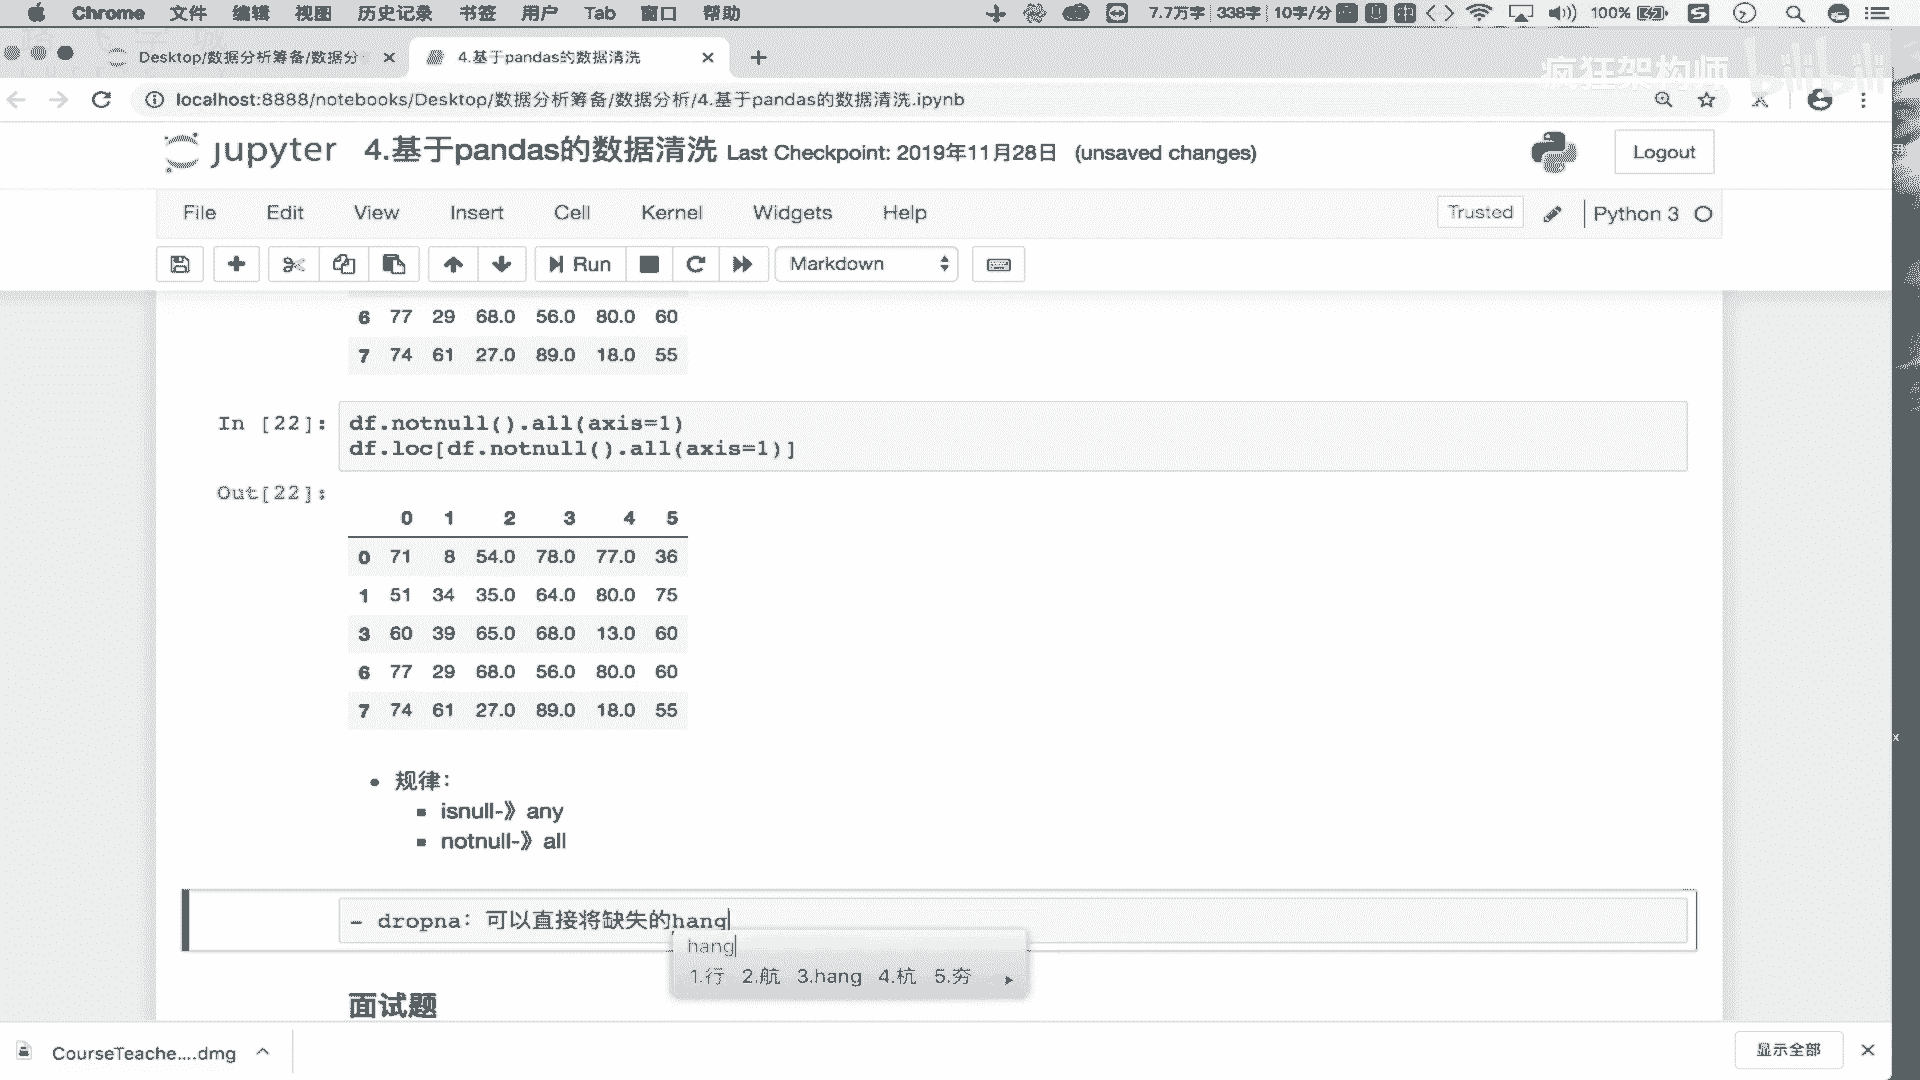 Chrome 文件 编辑 视图 历史记录 书签 用户 Tab 窗口 帮助 7.7万字 338字 10字/分 100%
Desktop/数据分析筹备/数据分 4.基于pandas的数据清洗
疯狂架构师 bilibili
localhost:8888/notebooks/Desktop/数据分析筹备/数据分析/4.基于pandas的数据清洗.ipynb
jupyter 4.基于pandas的数据清洗 Last Checkpoint: 2019年11月28日 (unsaved changes) Logout
File Edit View Insert Cell Kernel Widgets Help Trusted Python 3
Run Markdown
6 77 29 68.0 56.0 80.0 60
7 74 61 27.0 89.0 18.0 55
In [22]: df.notnull().all(axis=1)
df.loc[df.notnull().all(axis=1)]
Out[22]:
0 1 2 3 4 5
0 71 8 54.0 78.0 77.0 36
1 51 34 35.0 64.0 80.0 75
3 60 39 65.0 68.0 13.0 60
6 77 29 68.0 56.0 80.0 60
7 74 61 27.0 89.0 18.0 55
规律:
isnull-》any
notnull-》all
- dropna: 可以直接将缺失的hang
hang
1.行 2.航 3.hang 4.杭 5.夯
面试题
CourseTeache....dmg 显示全部